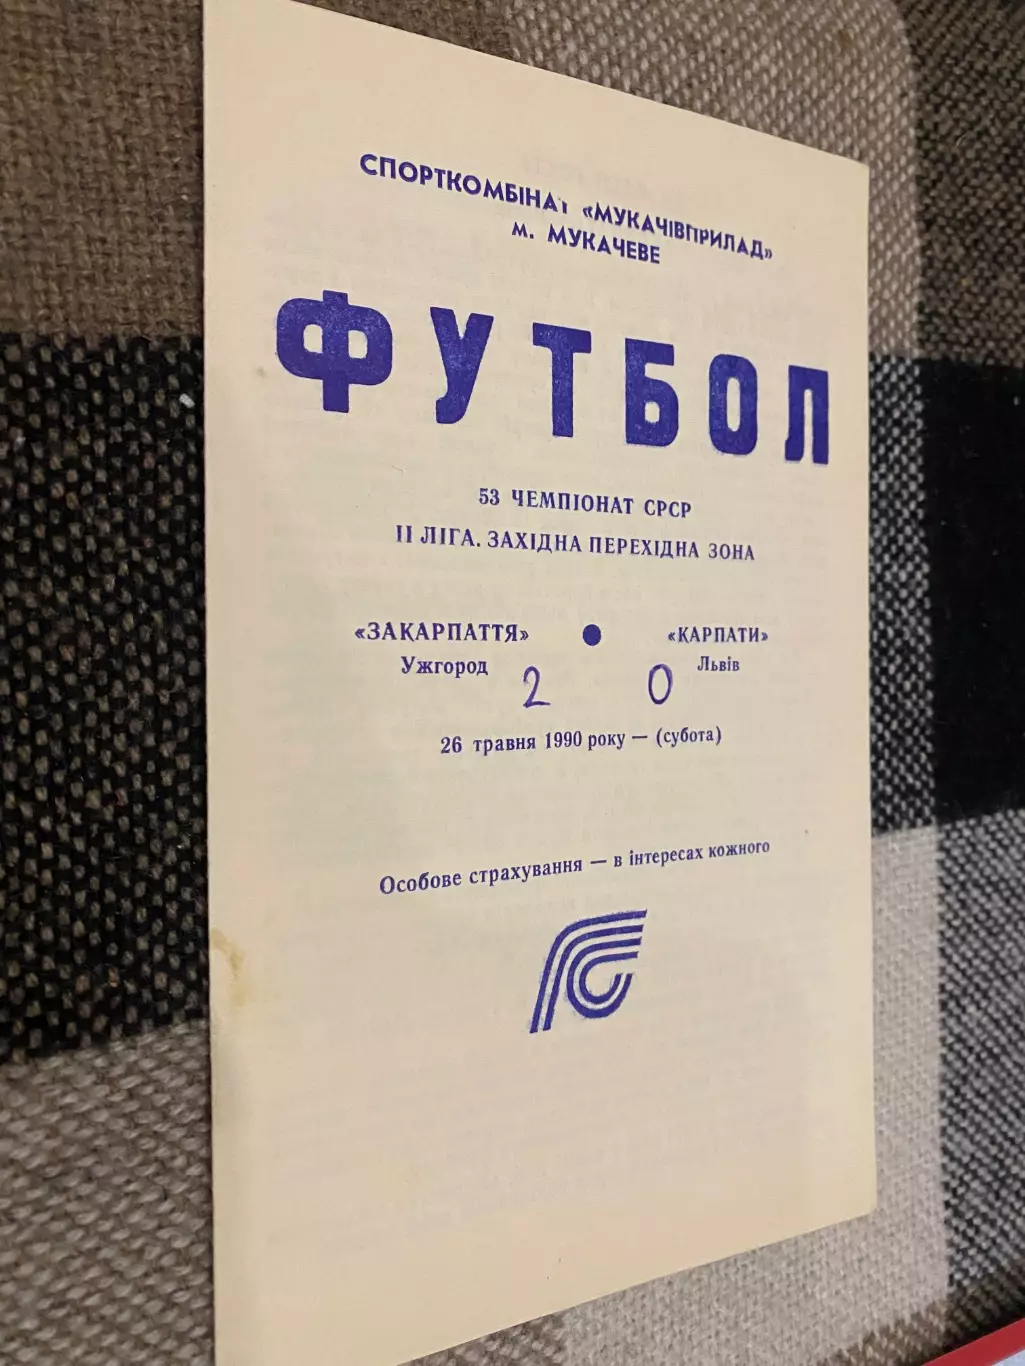 СПОРТКОМБІНАТ «МУКАЧІВПРИЛАД»
м. МУКАЧЕВЕ
ФУТБОЛ
53 ЧЕМПІОНАТ СРСР
II ЛІГА. ЗАХІДНА ПЕРЕХІДНА ЗОНА
«ЗАКАРПАТТЯ» ● «КАРПАТИ»
Ужгород 2 0 Львів
26 травня 1990 року — (субота)
Особове страхування — в інтересах кожного